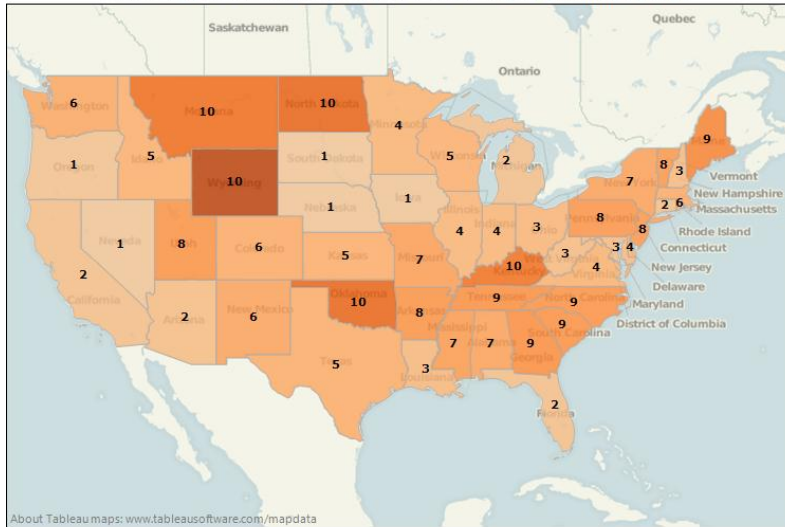 Quebec
Saskatchewan
Ontario
6
Washington
10
Montana
10
North Dakota
4
Minnesota
9
Maine
1
Oregon
5
Idaho
10
Wyoming
1
South Dakota
5
Wisconsin
2
Michigan
7
New York
8
3
Vermont
New Hampshire
2
6
Massachusetts
Rhode Island
Connecticut
New Jersey
Delaware
Maryland
District of Columbia
1
Nebraska
1
Iowa
4
Illinois
4
Indiana
3
Ohio
8
Pennsylvania
8
2
California
1
Nevada
8
Utah
6
Colorado
5
Kansas
7
Missouri
10
Kentucky
3
West Virginia
4
Virginia
3
4
2
Arizona
6
New Mexico
10
Oklahoma
8
Arkansas
9
Tennessee
9
North Carolina
9
South Carolina
5
Texas
3
Louisiana
7
Mississippi
7
Alabama
9
Georgia
2
Florida
About Tableau maps: www.tableausoftware.com/mapdata